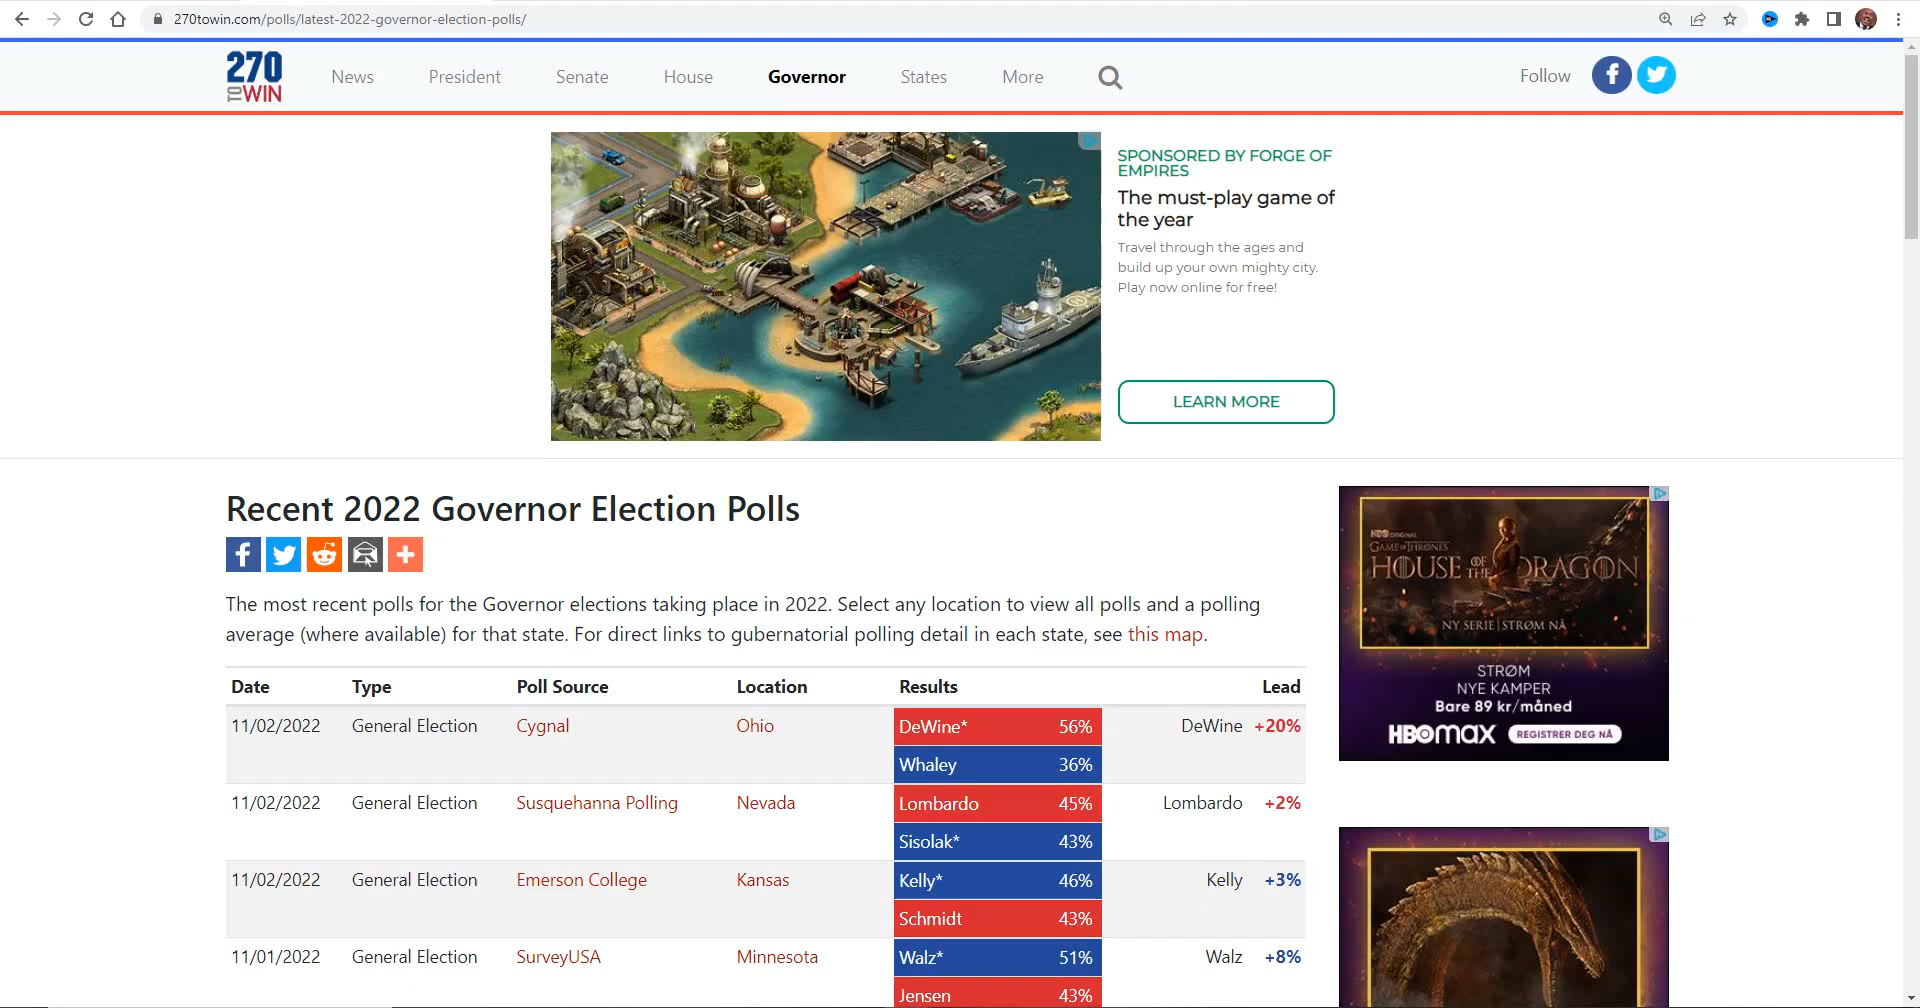 270towin.com/polls/latest-2022-governor-election-polls/
270
TO WIN
News President Senate House Governor States More
Follow
SPONSORED BY FORGE OF
EMPIRES
The must-play game of
the year
Travel through the ages and
build up your own mighty city.
Play now online for free!
LEARN MORE
Recent 2022 Governor Election Polls
The most recent polls for the Governor elections taking place in 2022. Select any location to view all polls and a polling
average (where available) for that state. For direct links to gubernatorial polling detail in each state, see this map.
Date Type Poll Source Location Results Lead
11/02/2022 General Election Cygnal Ohio DeWine* 56% DeWine +20%
Whaley 36%
11/02/2022 General Election Susquehanna Polling Nevada Lombardo 45% Lombardo +2%
Sisolak* 43%
11/02/2022 General Election Emerson College Kansas Kelly* 46% Kelly +3%
Schmidt 43%
11/01/2022 General Election SurveyUSA Minnesota Walz* 51% Walz +8%
Jensen 43%
HBO ORIGINAL
GAME OF THRONES
HOUSE OF THE DRAGON
NY SERIE | STRØM NÅ
STRØM
NYE KAMPER
Bare 89 kr/måned
HBOMAX REGISTRER DEG NÅ